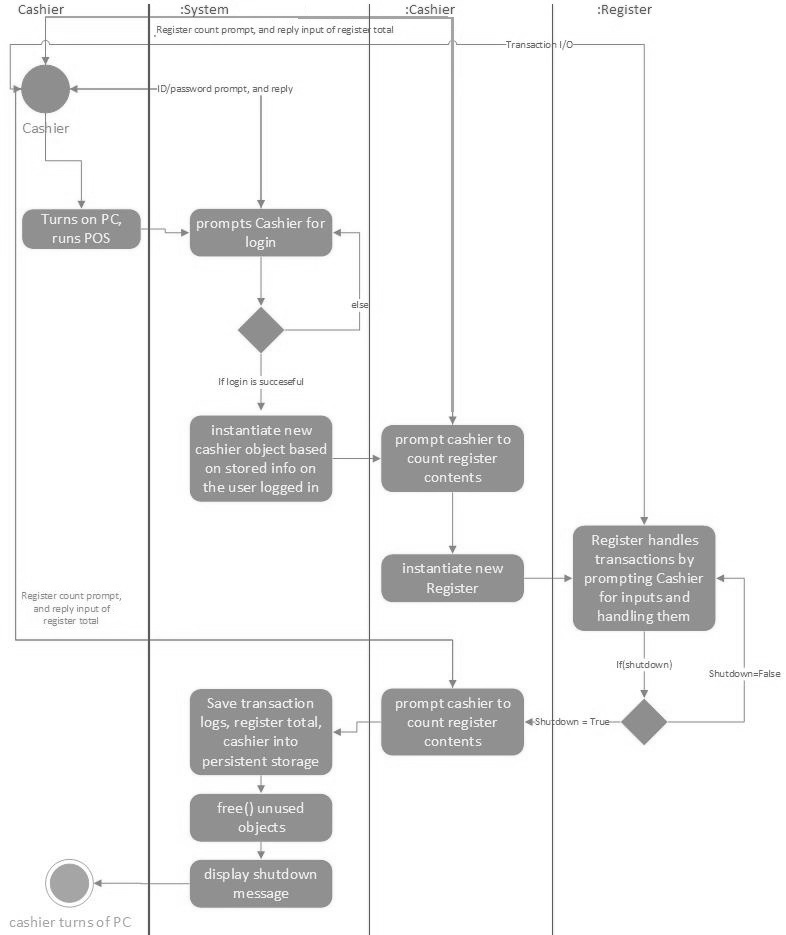 Cashier
:System
:Cashier
:Register
Register count prompt, and reply input of register total
Transaction I/O
ID/password prompt, and reply
Cashier
Turns on PC,
runs POS
prompts Cashier for
login
else
If login is succeseful
instantiate new
cashier object based
on stored info on
the user logged in
prompt cashier to
count register
contents
instantiate new
Register
Register handles
transactions by
prompting Cashier
for inputs and
handling them
Register count prompt,
and reply input of
register total
If(shutdown)
Shutdown=False
Shutdown = True
prompt cashier to
count register
contents
Save transaction
logs, register total,
cashier into
persistent storage
free() unused
objects
display shutdown
message
cashier turns of PC